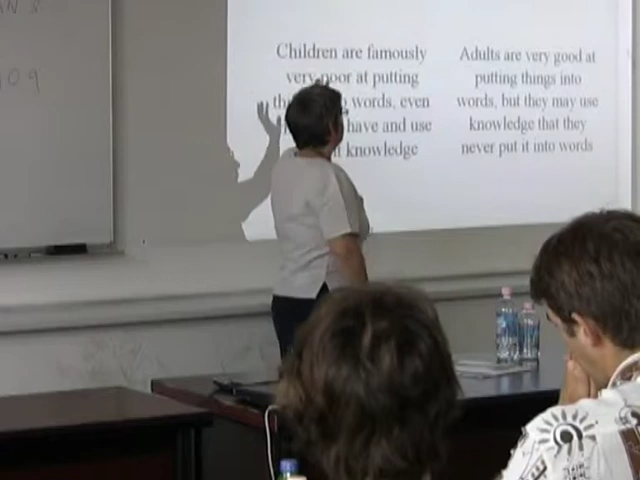 Children are famously
very poor at putting
words, even
have and use
knowledge
Adults are very good at
putting things into
words, but they may use
knowledge that they
never put it into words